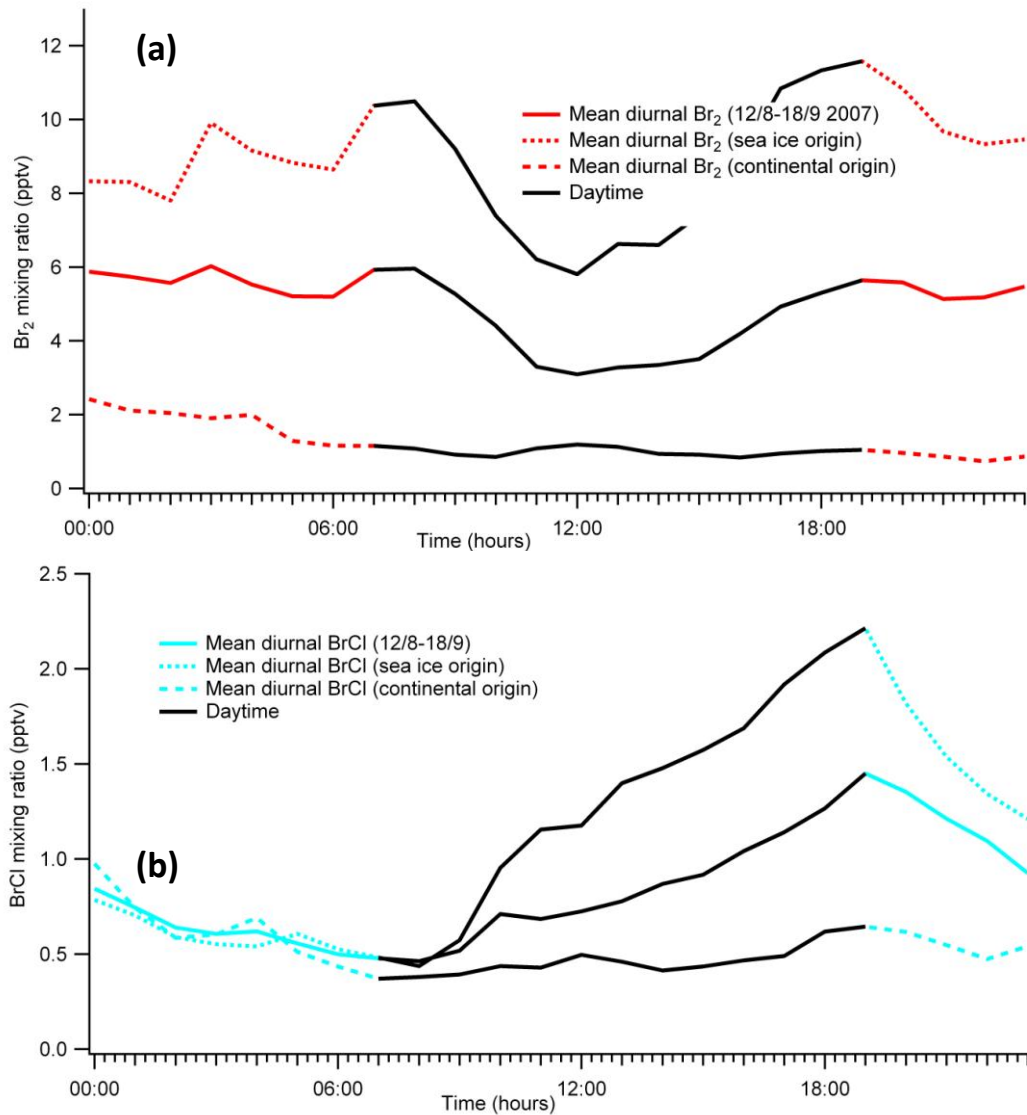 (a)
12
10
8
6
4
2
0
Br₂ mixing ratio (pptv)
Mean diurnal Br₂ (12/8-18/9 2007)
Mean diurnal Br₂ (sea ice origin)
Mean diurnal Br₂ (continental origin)
Daytime
00:00 06:00 12:00 18:00
Time (hours)
2.5
2.0
1.5
1.0
0.5
0.0
BrCl mixing ratio (pptv)
Mean diurnal BrCl (12/8-18/9)
Mean diurnal BrCl (sea ice origin)
Mean diurnal BrCl (continental origin)
Daytime
(b)
00:00 06:00 12:00 18:00
Time (hours)